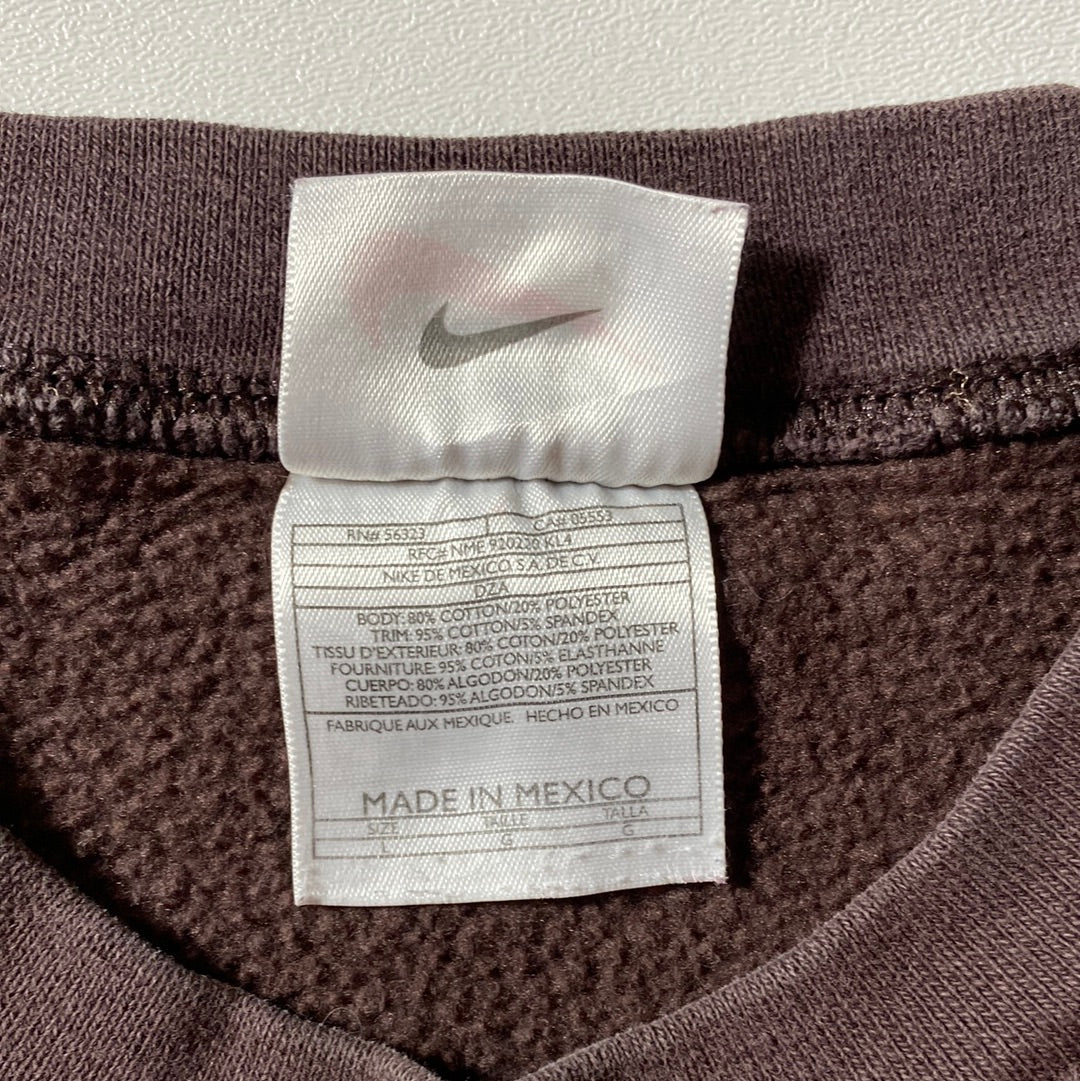 RN# 56323 CA# 05553
RFC# NME 920220 KL4
NIKE DE MEXICO S.A. DE C.V.
DZA
BODY: 80% COTTON/20% POLYESTER
TRIM: 95% COTTON/5% SPANDEX
TISSU D'EXTERIEUR: 80% COTON/20% POLYESTER
FOURNITURE: 95% COTON/5% ELASTHANNE
CUERPO: 80% ALGODON/20% POLYESTER
RIBETEADO: 95% ALGODON/5% SPANDEX
FABRIQUE AUX MEXIQUE. HECHO EN MEXICO
MADE IN MEXICO
SIZE TAILLE TALLA
L G G